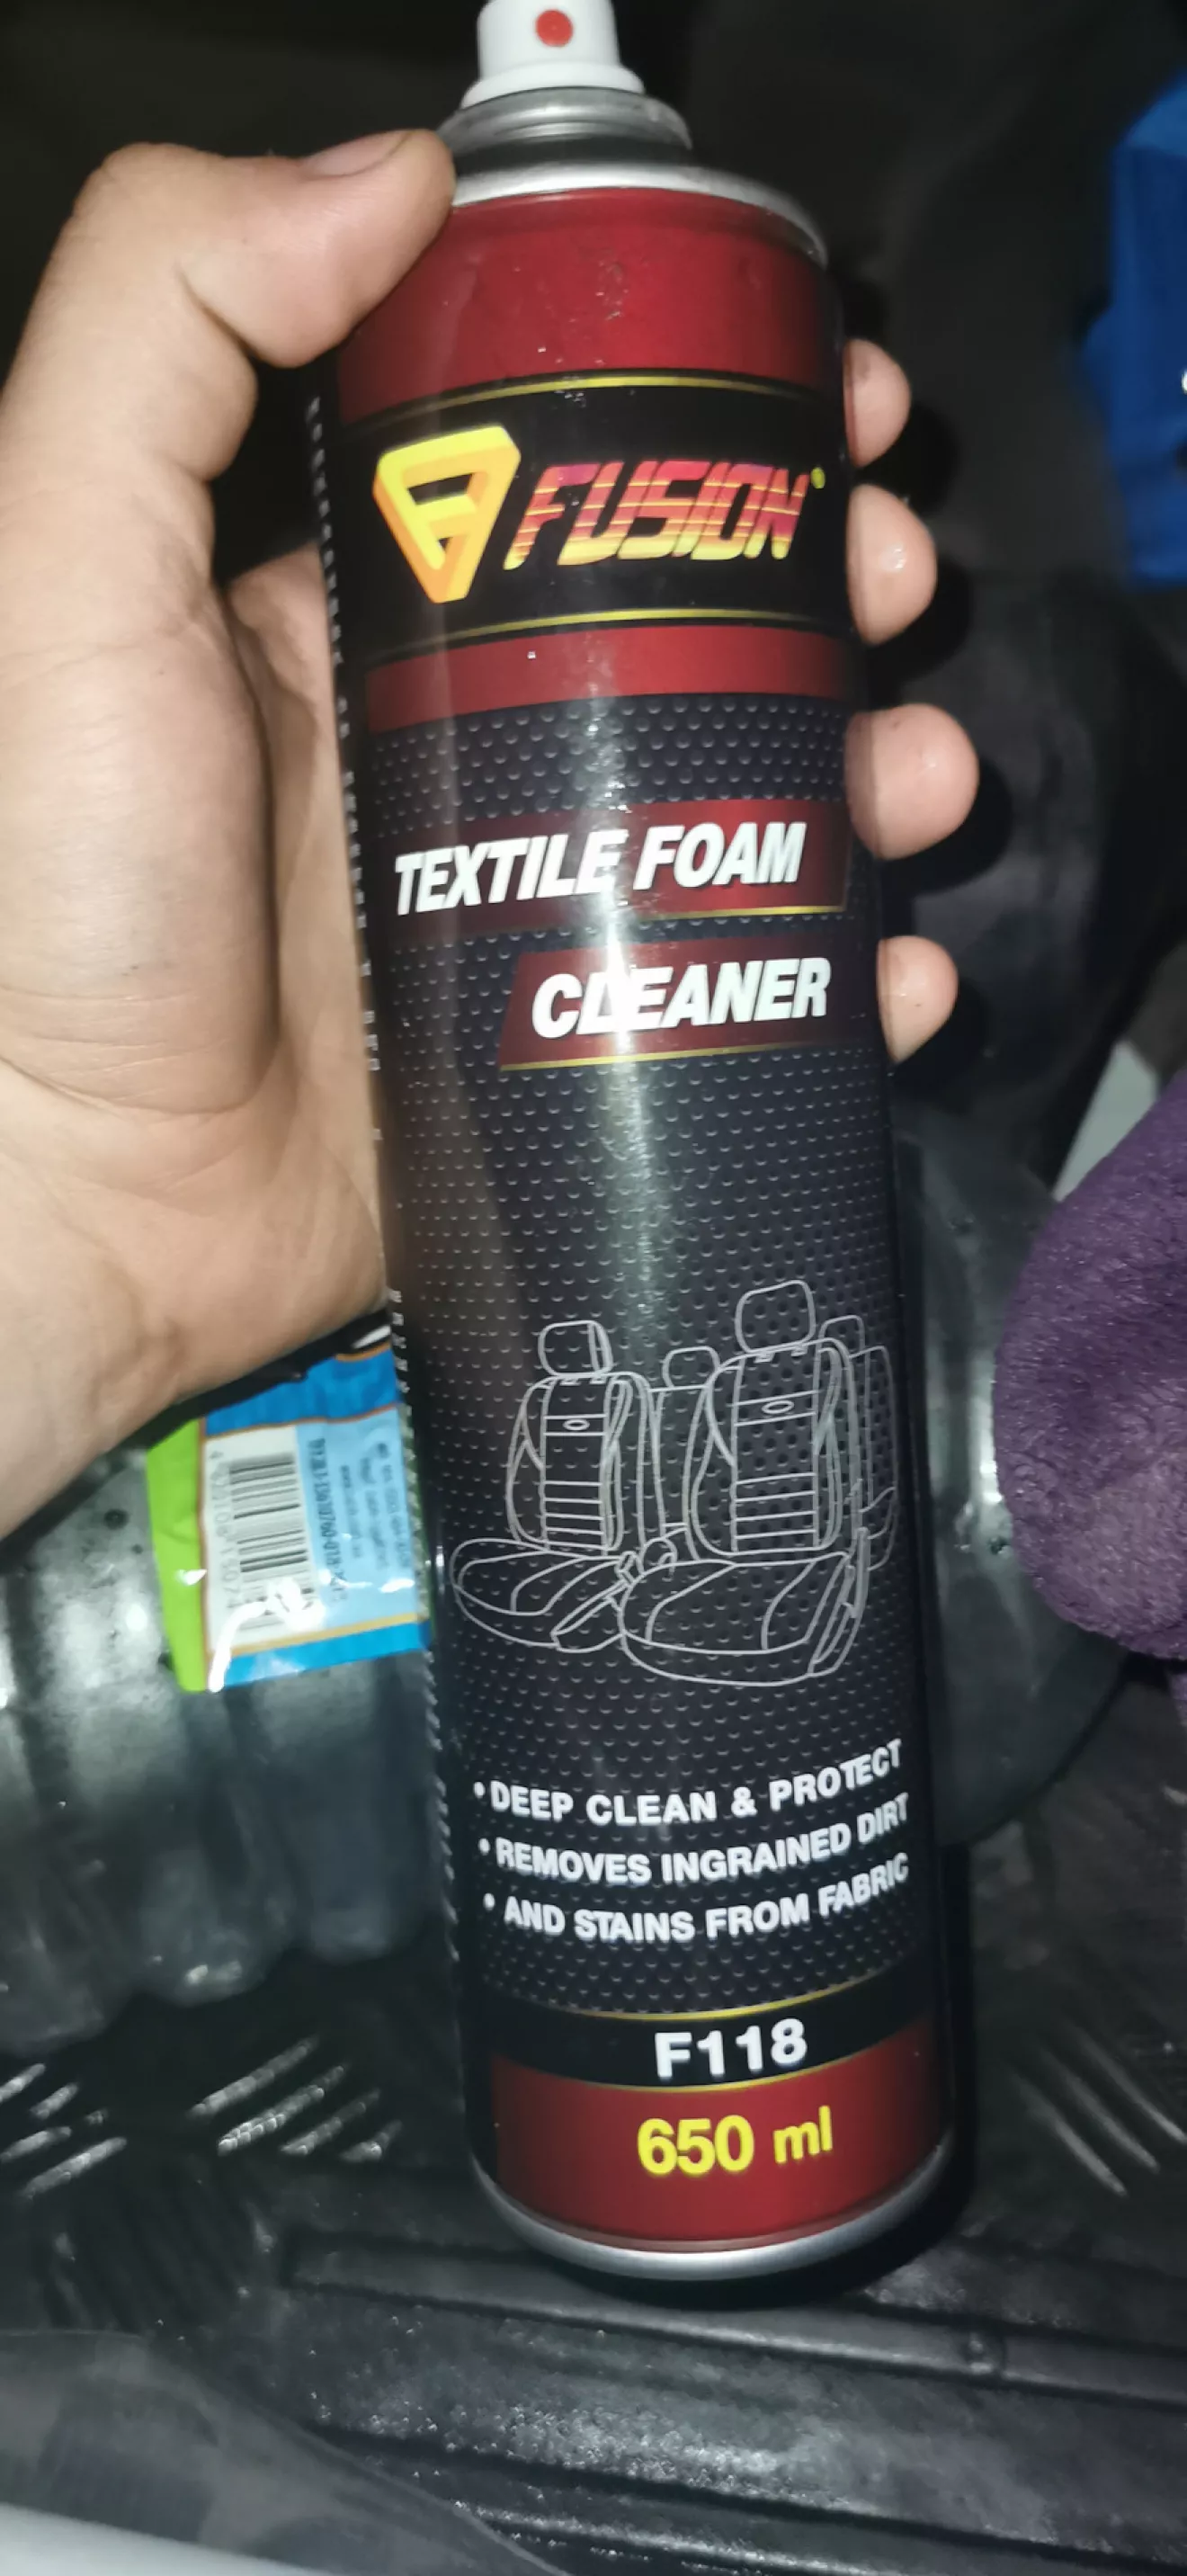 FUSION
TEXTILE FOAM
CLEANER
• DEEP CLEAN & PROTECT
• REMOVES INGRAINED DIRT
• AND STAINS FROM FABRIC
F118
650 ml